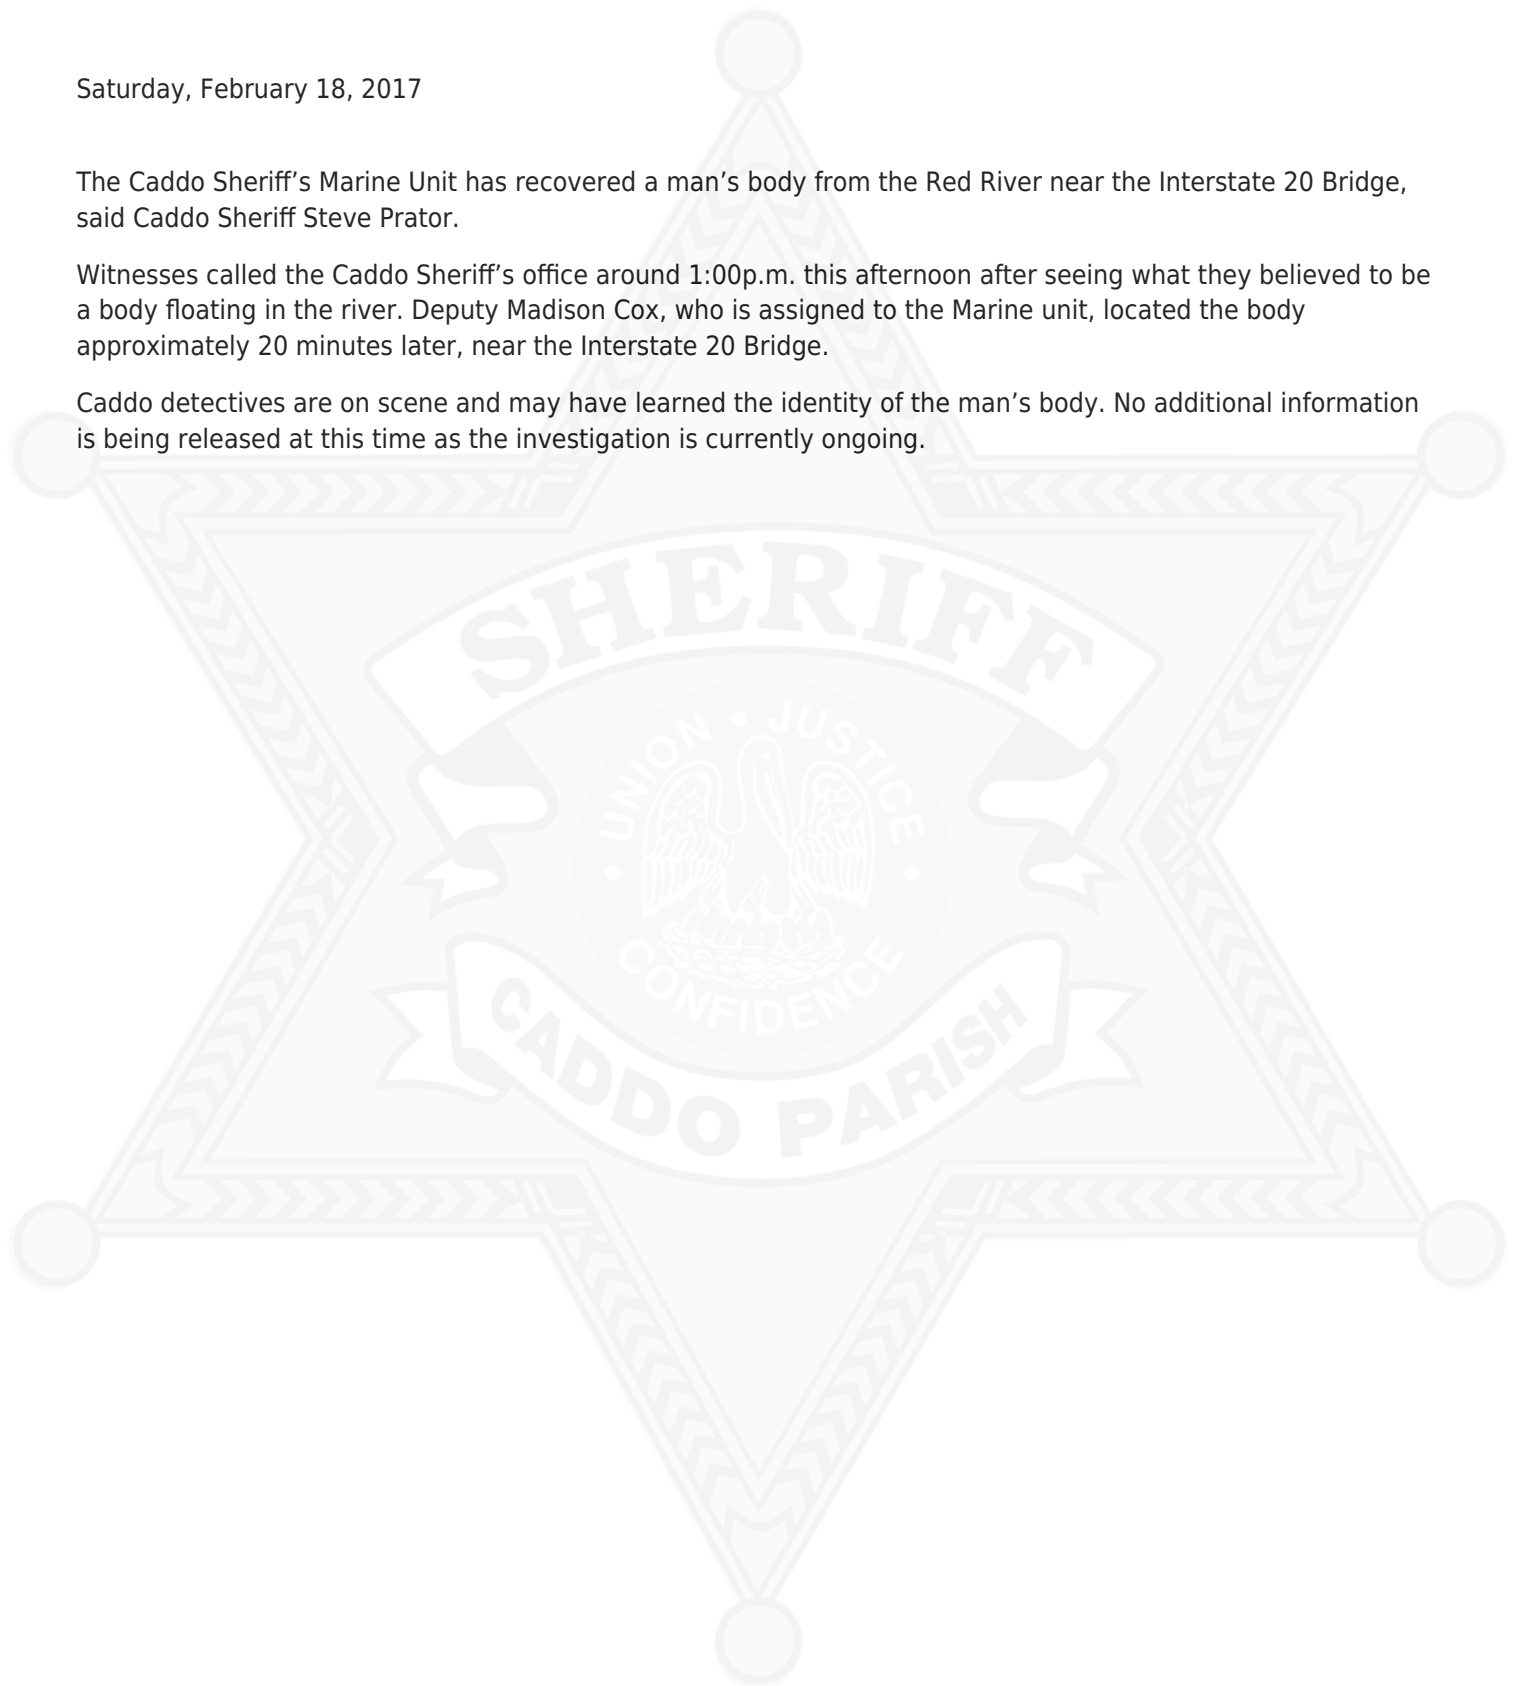 Saturday, February 18, 2017
The Caddo Sheriff’s Marine Unit has recovered a man’s body from the Red River near the Interstate 20 Bridge,
said Caddo Sheriff Steve Prator.
Witnesses called the Caddo Sheriff’s office around 1:00p.m. this afternoon after seeing what they believed to be
a body floating in the river. Deputy Madison Cox, who is assigned to the Marine unit, located the body
approximately 20 minutes later, near the Interstate 20 Bridge.
Caddo detectives are on scene and may have learned the identity of the man’s body. No additional information
is being released at this time as the investigation is currently ongoing.
SHERIFF
UNION • JUSTICE •
• CONFIDENCE
CADDO PARISH